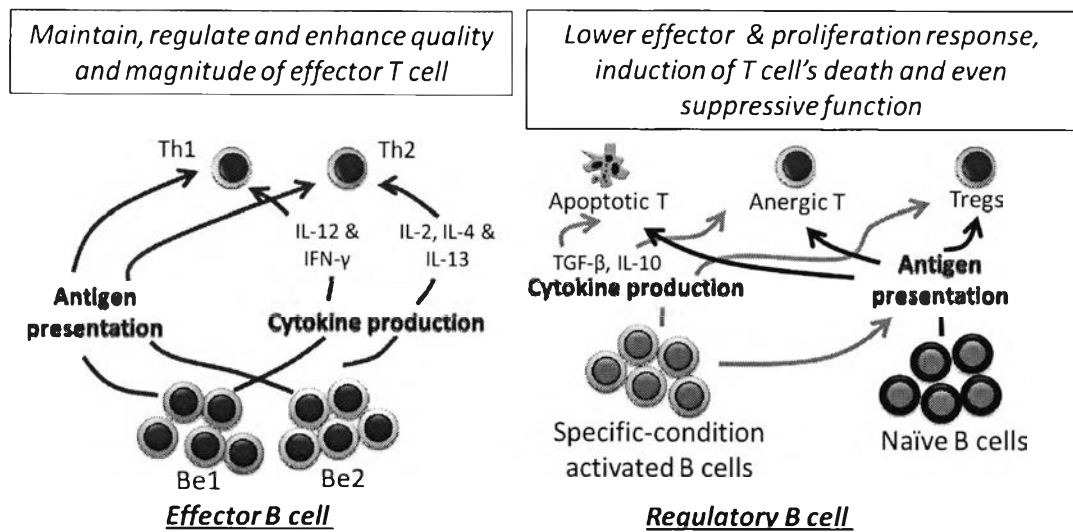 Maintain, regulate and enhance quality
and magnitude of effector T cell
Th1
Th2
IL-12 &
IFN-γ
IL-2, IL-4 &
IL-13
Antigen
presentation
Cytokine production
Be1
Be2
Effector B cell
Lower effector & proliferation response,
induction of T cell's death and even
suppressive function
Apoptotic T
Anergic T
Tregs
TGF-β, IL-10
Cytokine production
Antigen
presentation
Specific-condition
activated B cells
Naïve B cells
Regulatory B cell